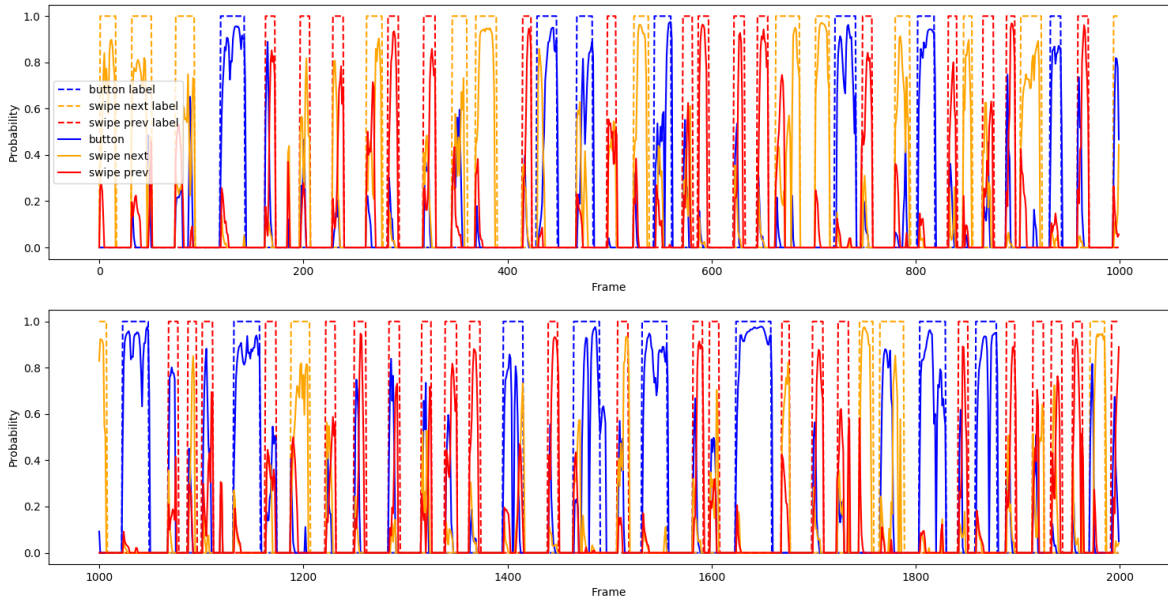 1.0
0.8
0.6
0.4
0.2
0.0
Probability
button label
swipe next label
swipe prev label
button
swipe next
swipe prev
0 200 400 600 800 1000
Frame
1.0
0.8
0.6
0.4
0.2
0.0
Probability
1000 1200 1400 1600 1800 2000
Frame